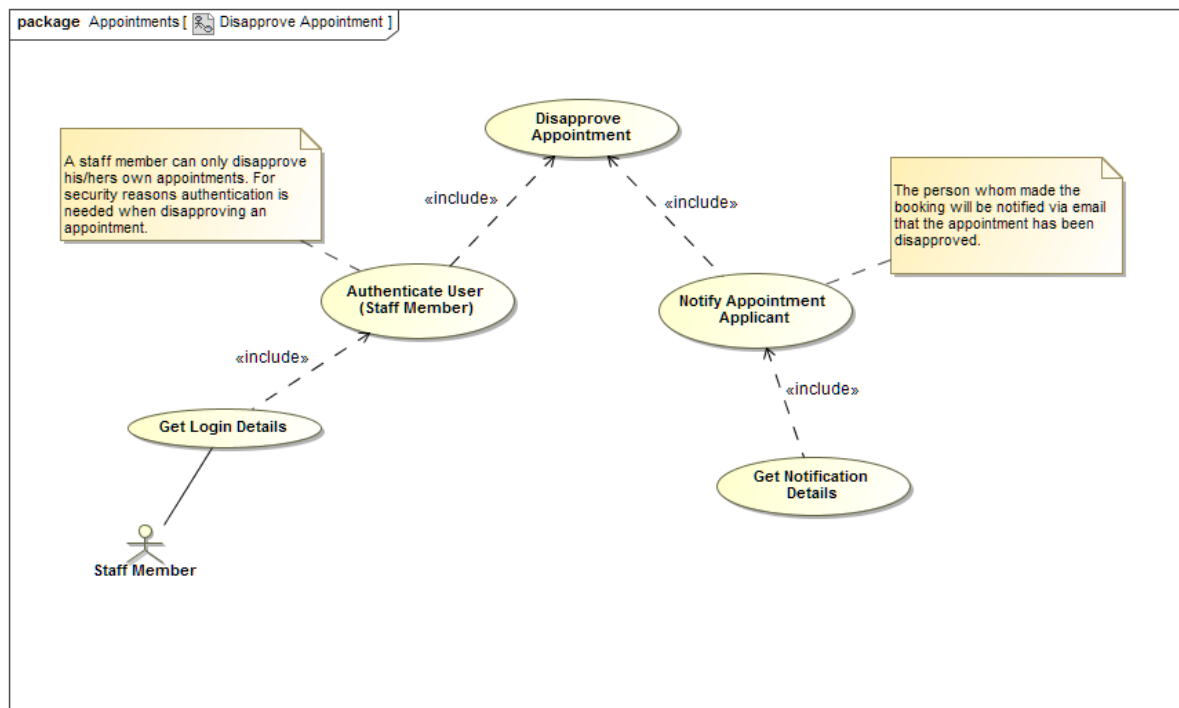 package Appointments [ Disapprove Appointment ]
Disapprove
Appointment
A staff member can only disapprove
his/hers own appointments. For
security reasons authentication is
needed when disapproving an
appointment.
The person whom made the
booking will be notified via email
that the appointment has been
disapproved.
«include»
«include»
Authenticate User
(Staff Member)
Notify Appointment
Applicant
«include»
«include»
Get Login Details
Get Notification
Details
Staff Member